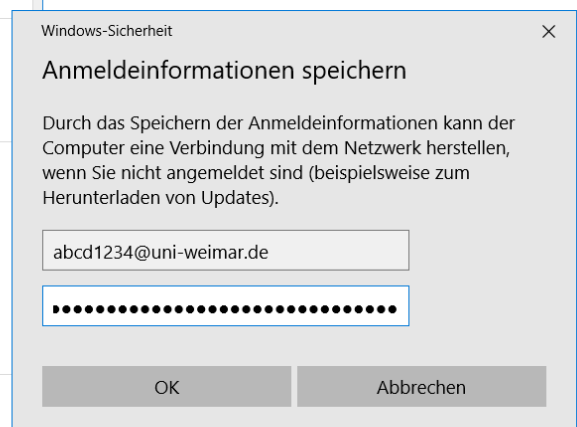 Windows-Sicherheit
Anmeldeinformationen speichern
Durch das Speichern der Anmeldeinformationen kann der
Computer eine Verbindung mit dem Netzwerk herstellen,
wenn Sie nicht angemeldet sind (beispielsweise zum
Herunterladen von Updates).
abcd1234@uni-weimar.de
OK Abbrechen